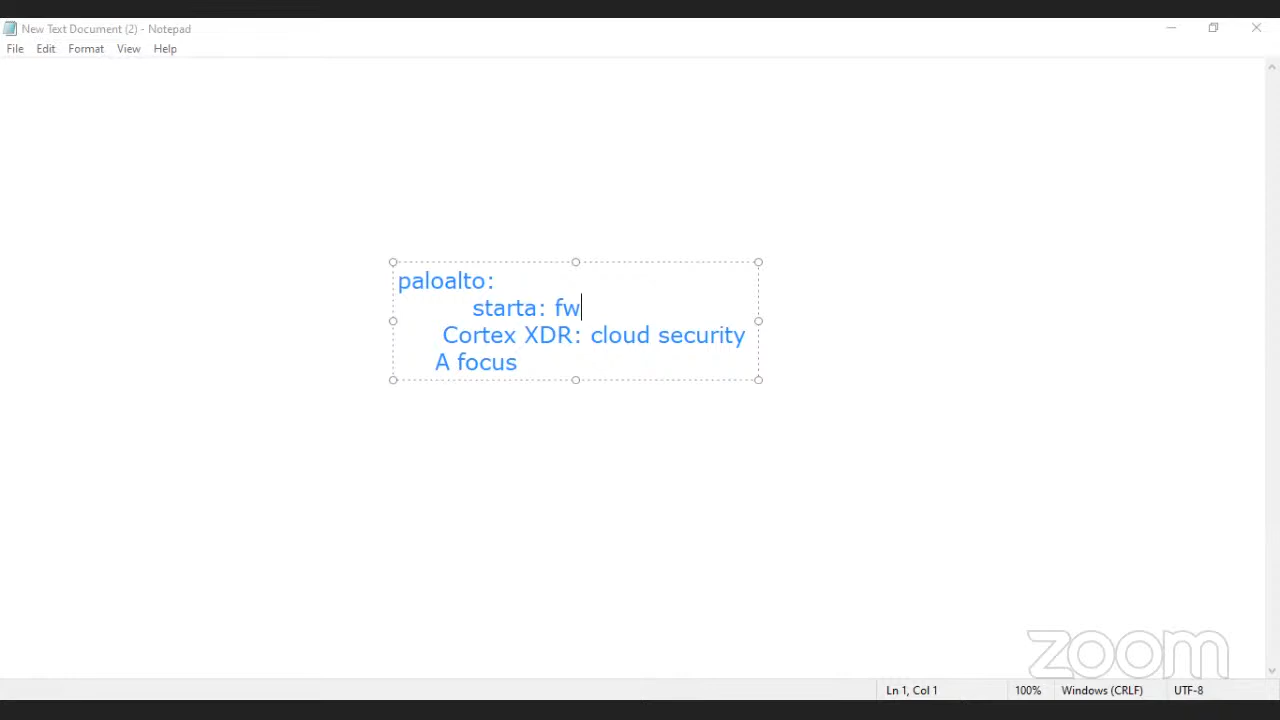 New Text Document (2) - Notepad
File Edit Format View Help
paloalto:
starta: fw
Cortex XDR: cloud security
A focus
zoom
Ln 1, Col 1 100% Windows (CRLF) UTF-8